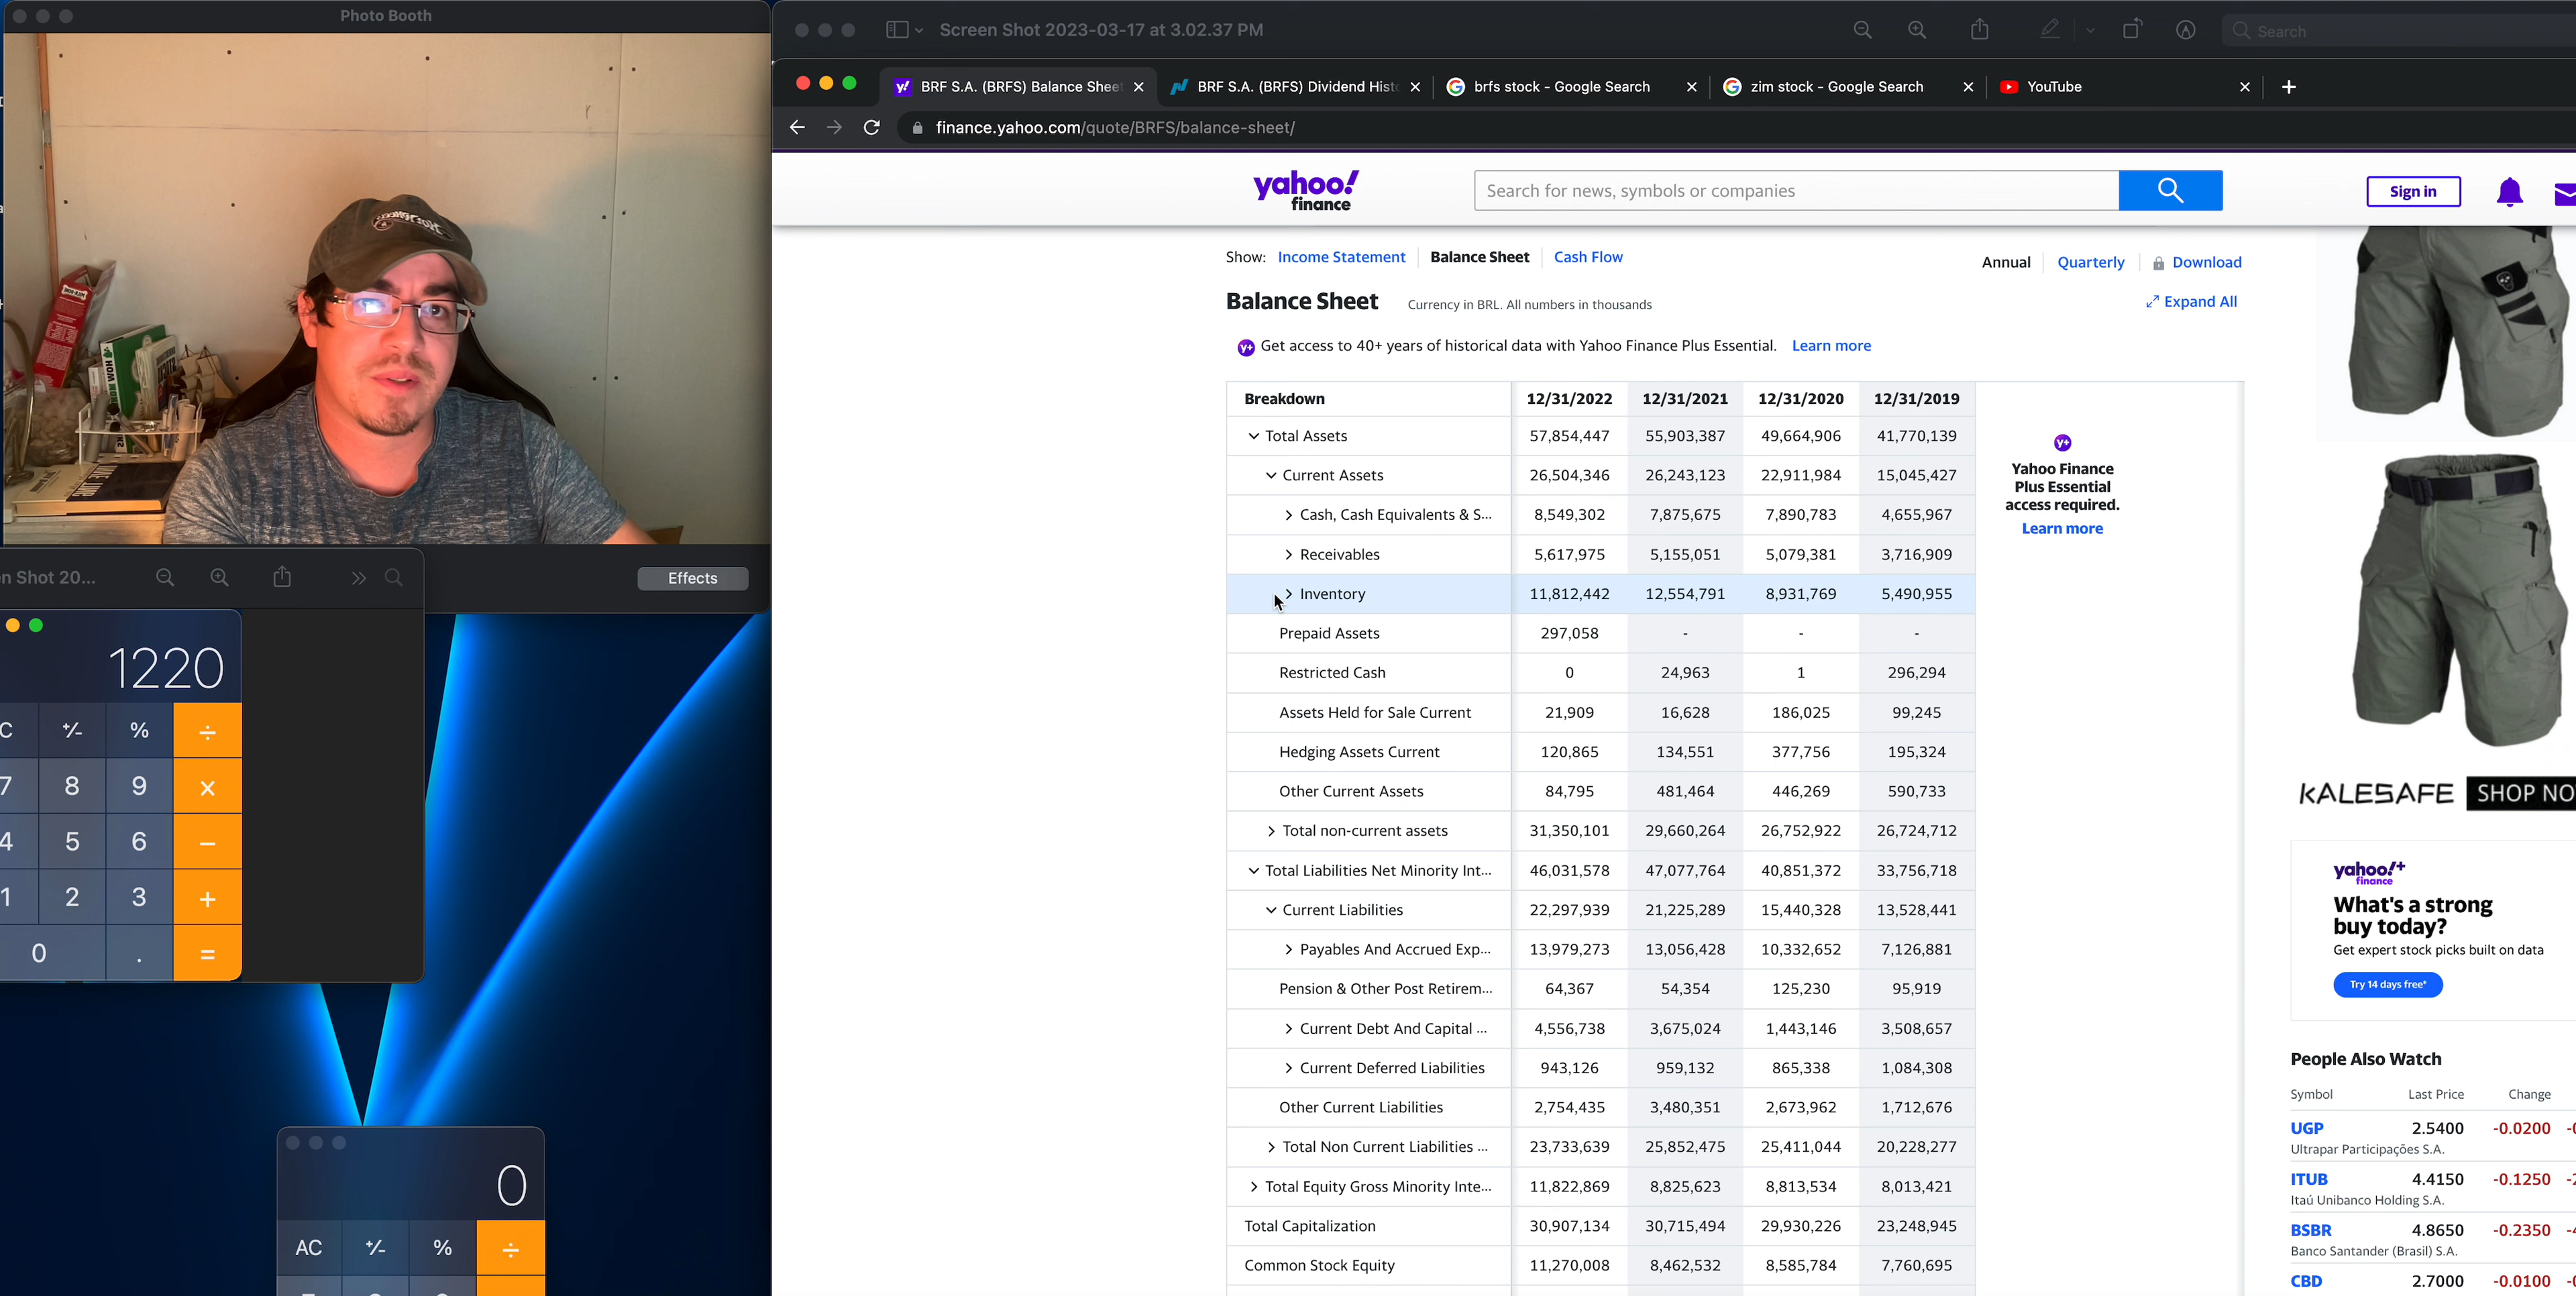 Photo Booth
Effects
n Shot 20...
1220
+⁄-
%
÷
7
8
9
×
4
5
6
−
1
2
3
+
0
.
=
0
AC
+⁄-
%
÷
Screen Shot 2023-03-17 at 3.02.37 PM
Search
BRF S.A. (BRFS) Balance Sheet
BRF S.A. (BRFS) Dividend Hist
brfs stock - Google Search
zim stock - Google Search
YouTube
finance.yahoo.com/quote/BRFS/balance-sheet/
yahoo!
finance
Search for news, symbols or companies
Sign in
Show: Income Statement Balance Sheet Cash Flow
Annual Quarterly Download
Balance Sheet Currency in BRL. All numbers in thousands
Expand All
Get access to 40+ years of historical data with Yahoo Finance Plus Essential. Learn more
Breakdown 12/31/2022 12/31/2021 12/31/2020 12/31/2019
Total Assets 57,854,447 55,903,387 49,664,906 41,770,139
Current Assets 26,504,346 26,243,123 22,911,984 15,045,427
Cash, Cash Equivalents & S... 8,549,302 7,875,675 7,890,783 4,655,967
Receivables 5,617,975 5,155,051 5,079,381 3,716,909
Inventory 11,812,442 12,554,791 8,931,769 5,490,955
Prepaid Assets 297,058 - - -
Restricted Cash 0 24,963 1 296,294
Assets Held for Sale Current 21,909 16,628 186,025 99,245
Hedging Assets Current 120,865 134,551 377,756 195,324
Other Current Assets 84,795 481,464 446,269 590,733
Total non-current assets 31,350,101 29,660,264 26,752,922 26,724,712
Total Liabilities Net Minority Int... 46,031,578 47,077,764 40,851,372 33,756,718
Current Liabilities 22,297,939 21,225,289 15,440,328 13,528,441
Payables And Accrued Exp... 13,979,273 13,056,428 10,332,652 7,126,881
Pension & Other Post Retirem... 64,367 54,354 125,230 95,919
Current Debt And Capital ... 4,556,738 3,675,024 1,443,146 3,508,657
Current Deferred Liabilities 943,126 959,132 865,338 1,084,308
Other Current Liabilities 2,754,435 3,480,351 2,673,962 1,712,676
Total Non Current Liabilities ... 23,733,639 25,852,475 25,411,044 20,228,277
Total Equity Gross Minority Inte... 11,822,869 8,825,623 8,813,534 8,013,421
Total Capitalization 30,907,134 30,715,494 29,930,226 23,248,945
Common Stock Equity 11,270,008 8,462,532 8,585,784 7,760,695
y+
Yahoo Finance
Plus Essential
access required.
Learn more
KALESAFE SHOP NO
yahoo!+
finance
What's a strong
buy today?
Get expert stock picks built on data
Try 14 days free*
People Also Watch
Symbol Last Price Change
UGP 2.5400 -0.0200
Ultrapar Participações S.A.
ITUB 4.4150 -0.1250
Itaú Unibanco Holding S.A.
BSBR 4.8650 -0.2350
Banco Santander (Brasil) S.A.
CBD 2.7000 -0.0100